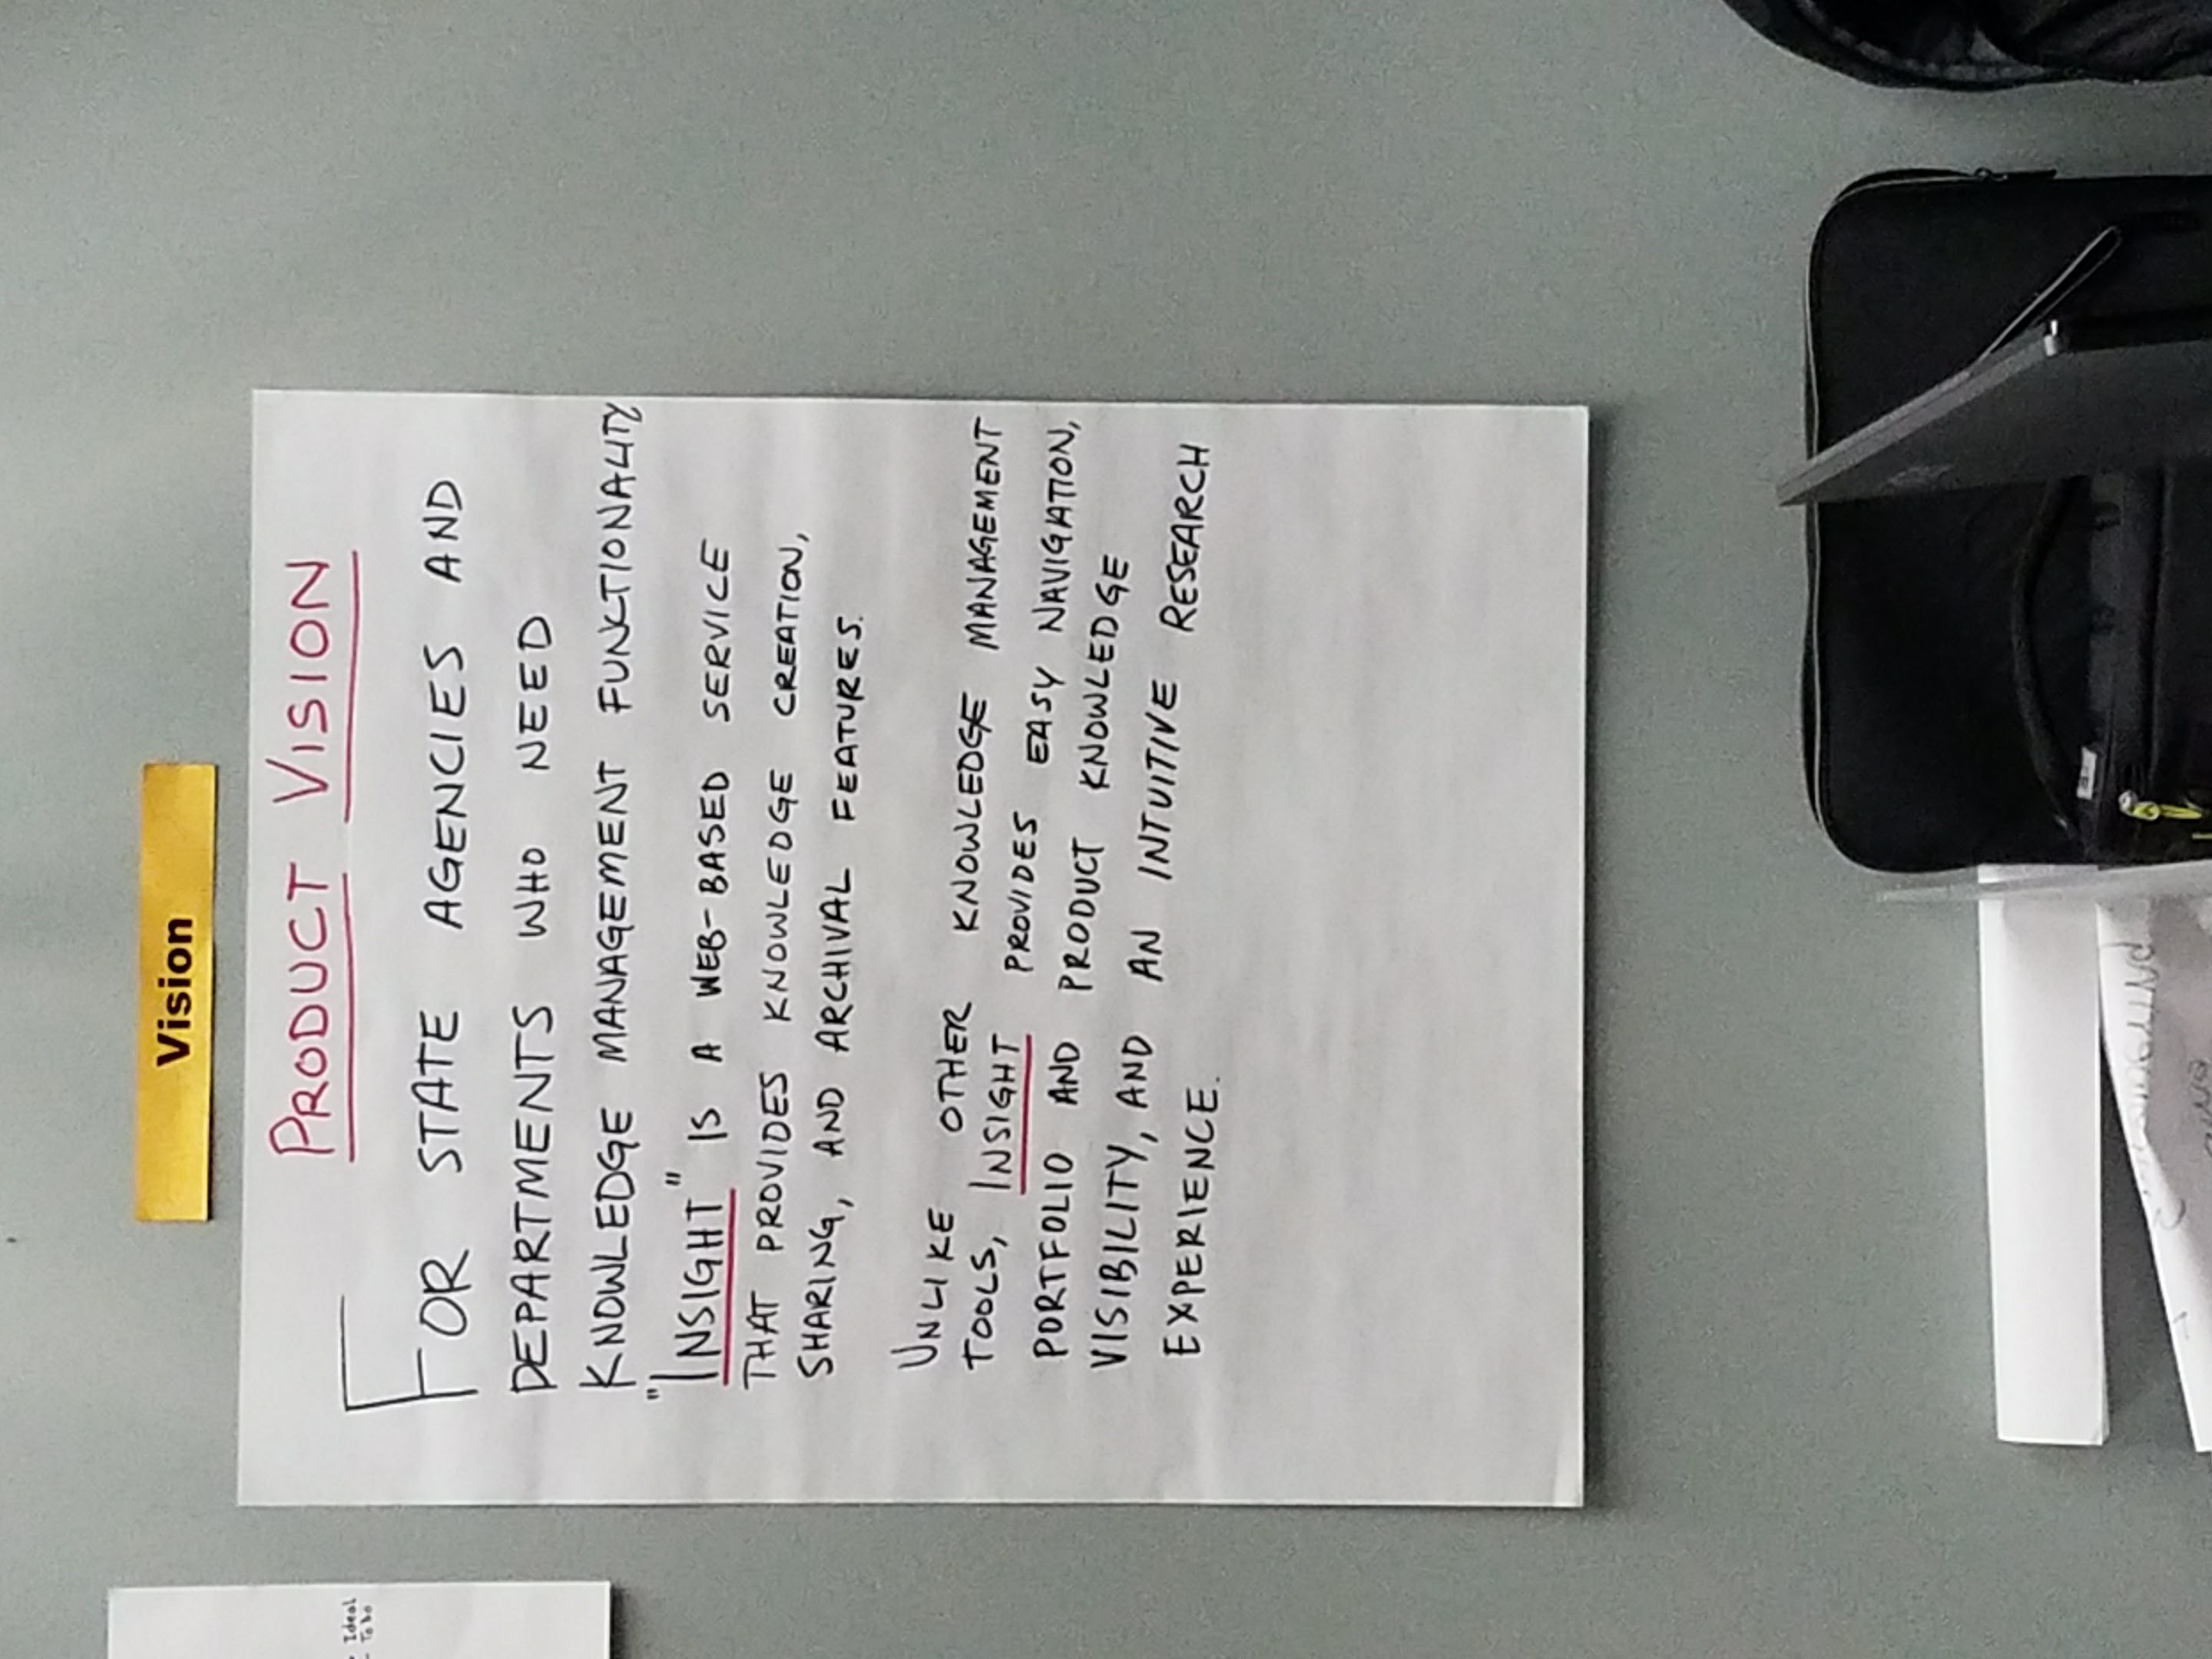 Vision
PRODUCT VISION
Ideal
To Do
FOR STATE AGENCIES AND
DEPARTMENTS WHO NEED
KNOWLEDGE MANAGEMENT FUNCTIONALITY
"INSIGHT" IS A WEB-BASED SERVICE
THAT PROVIDES KNOWLEDGE CREATION,
SHARING, AND ARCHIVAL FEATURES.
UNLIKE OTHER KNOWLEDGE MANAGEMENT
TOOLS, INSIGHT PROVIDES EASY NAVIGATION,
PORTFOLIO AND PRODUCT KNOWLEDGE
VISIBILITY, AND AN INTUITIVE RESEARCH
EXPERIENCE.